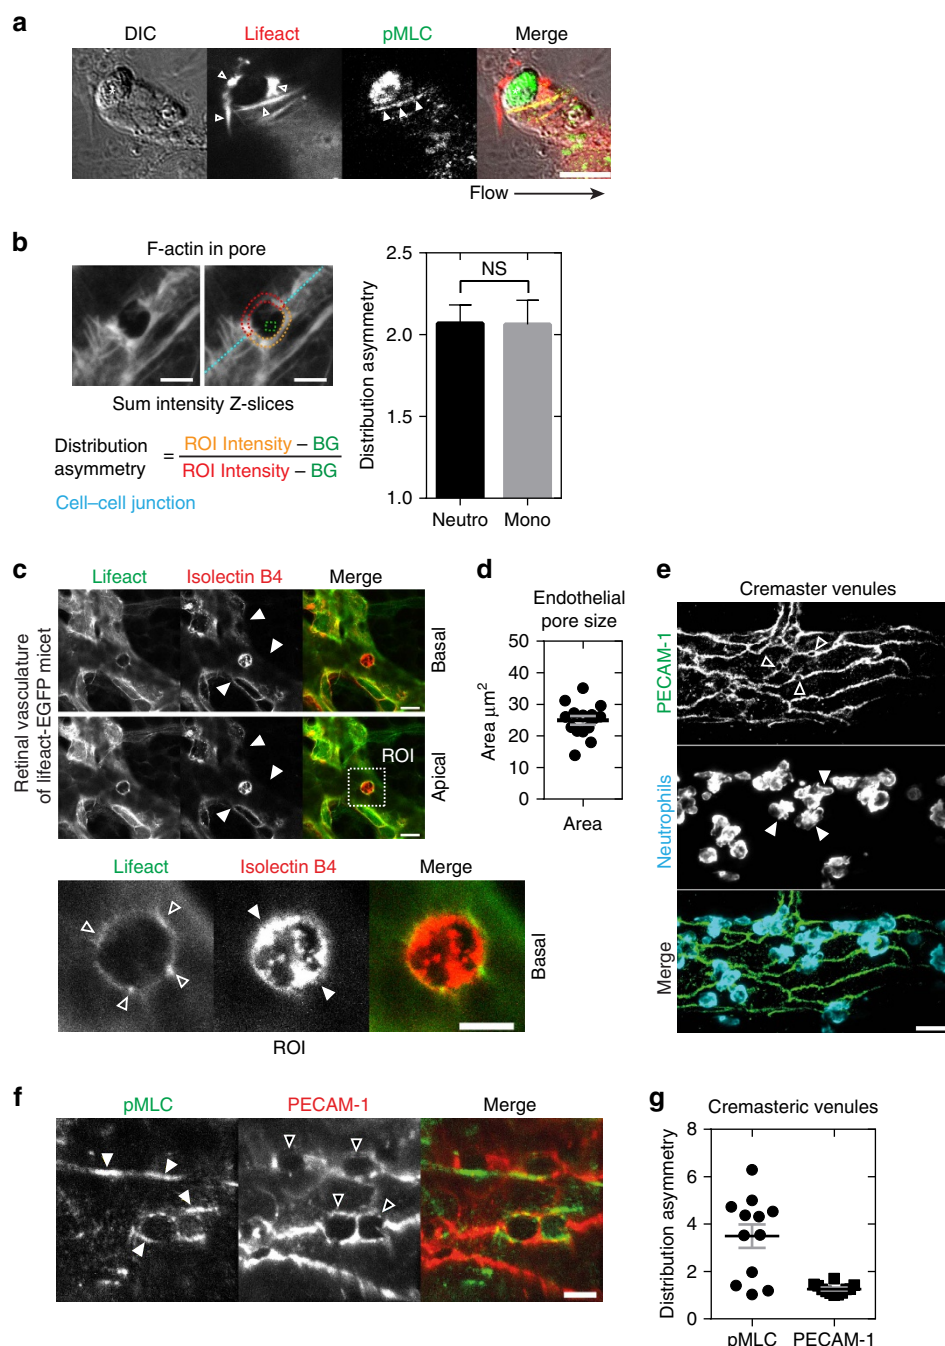 a
DIC
Lifeact
pMLC
Merge
Flow
b
F-actin in pore
Sum intensity Z-slices
Distribution asymmetry = ROI Intensity – BG
ROI Intensity – BG
Cell–cell junction
Distribution asymmetry
2.5
2.0
1.5
1.0
NS
Neutro
Mono
c
Lifeact
Isolectin B4
Merge
Retinal vasculature
of lifeact-EGFP micet
Basal
Apical
ROI
Lifeact
Isolectin B4
Merge
Basal
ROI
d
Endothelial
pore size
Area µm2
50
40
30
20
10
0
Area
e
Cremaster venules
PECAM-1
Neutrophils
Merge
f
pMLC
PECAM-1
Merge
g
Cremasteric venules
Distribution asymmetry
8
6
4
2
0
pMLC
PECAM-1